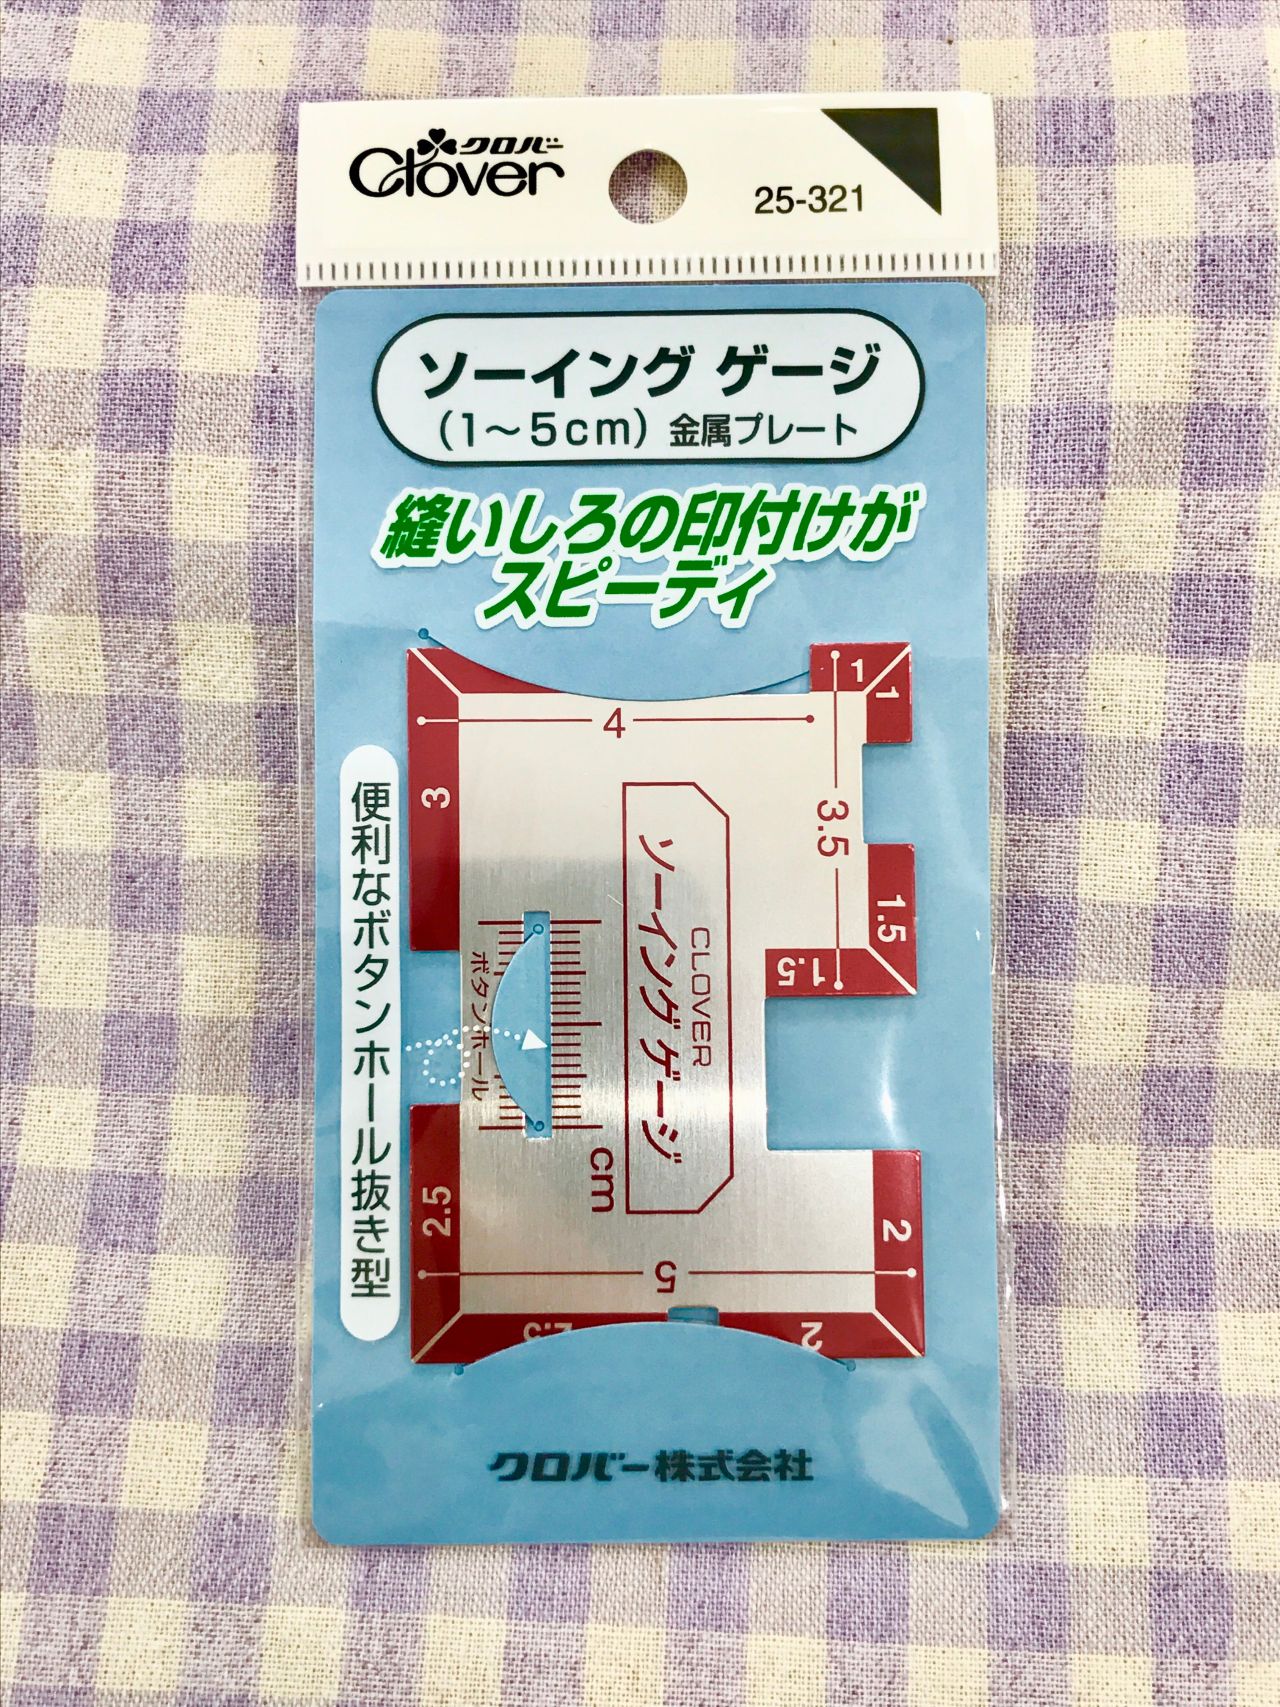 クロバー
Clover
25-321
ソーイング ゲージ
(1～5cm) 金属プレート
縫いしろの印付けが
スピーディ
便利なボタンホール抜き型
1
1
4
3
3.5
1.5
1.5
ソーイングゲージ
CLOVER
ボタンホール
cm
2.5
2
5
2.5
2
クロバー株式会社